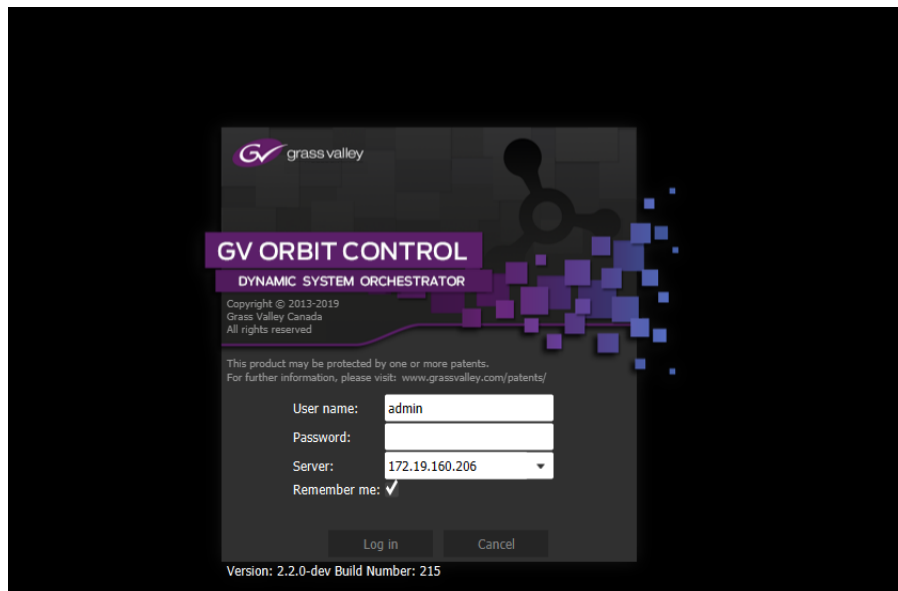 GV grass valley
GV ORBIT CONTROL
DYNAMIC SYSTEM ORCHESTRATOR
Copyright © 2013-2019
Grass Valley Canada
All rights reserved
This product may be protected by one or more patents.
For further information, please visit: www.grassvalley.com/patents/
User name: admin
Password:
Server: 172.19.160.206
Remember me:
Log in Cancel
Version: 2.2.0-dev Build Number: 215